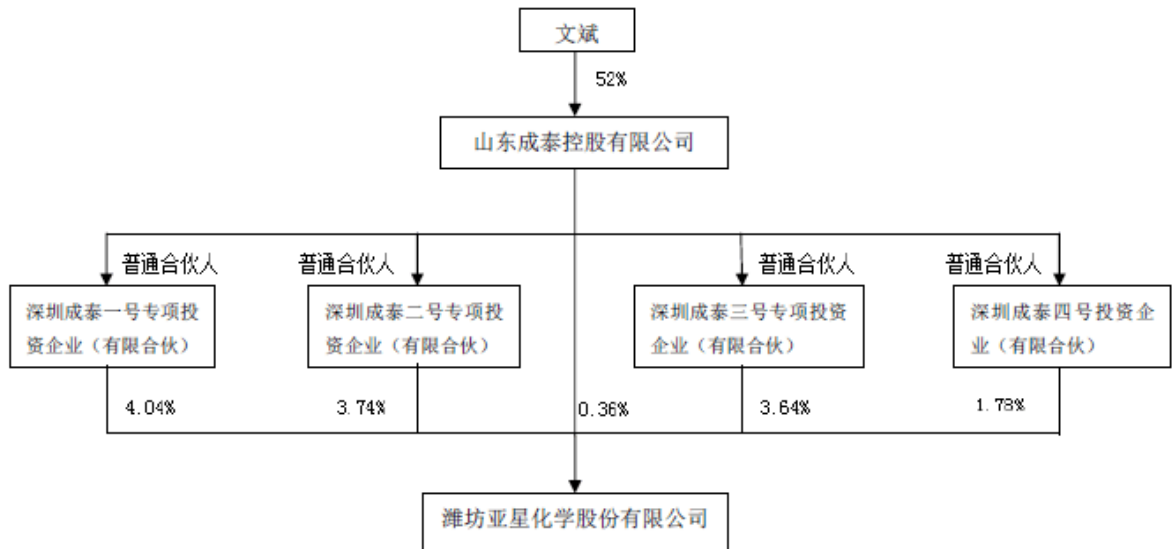 文斌
52%
山东成泰控股有限公司
普通合伙人
普通合伙人
普通合伙人
普通合伙人
深圳成泰一号专项投
资企业（有限合伙）
深圳成泰二号专项投
资企业（有限合伙）
深圳成泰三号专项投资
企业（有限合伙）
深圳成泰四号投资企
业（有限合伙）
4.04%
3.74%
0.36%
3.64%
1.78%
潍坊亚星化学股份有限公司